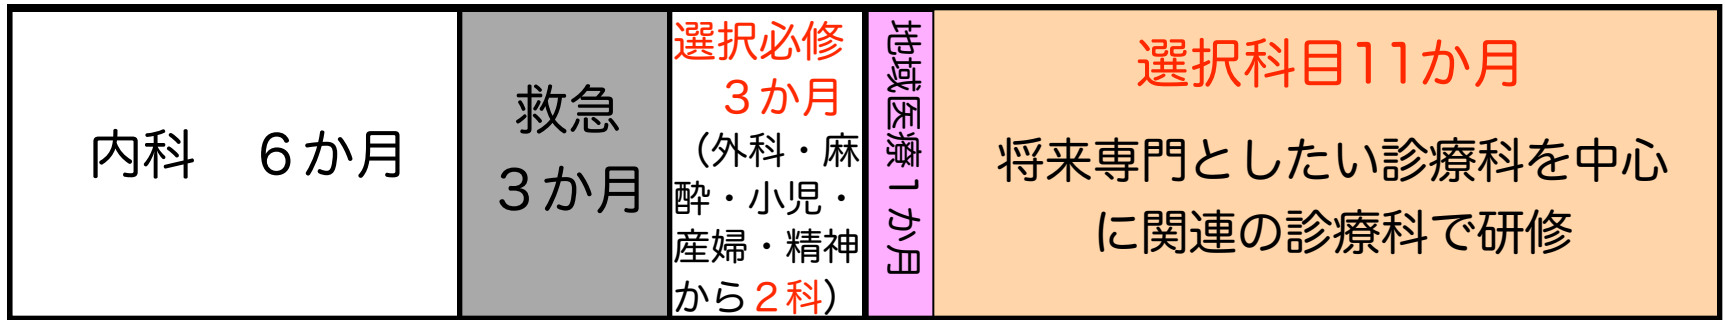 内科　６か月
救急
３か月
選択必修
３か月
（外科・麻
酔・小児・
産婦・精神
から２科）
地域医療１か月
選択科目11か月
将来専門としたい診療科を中心
に関連の診療科で研修